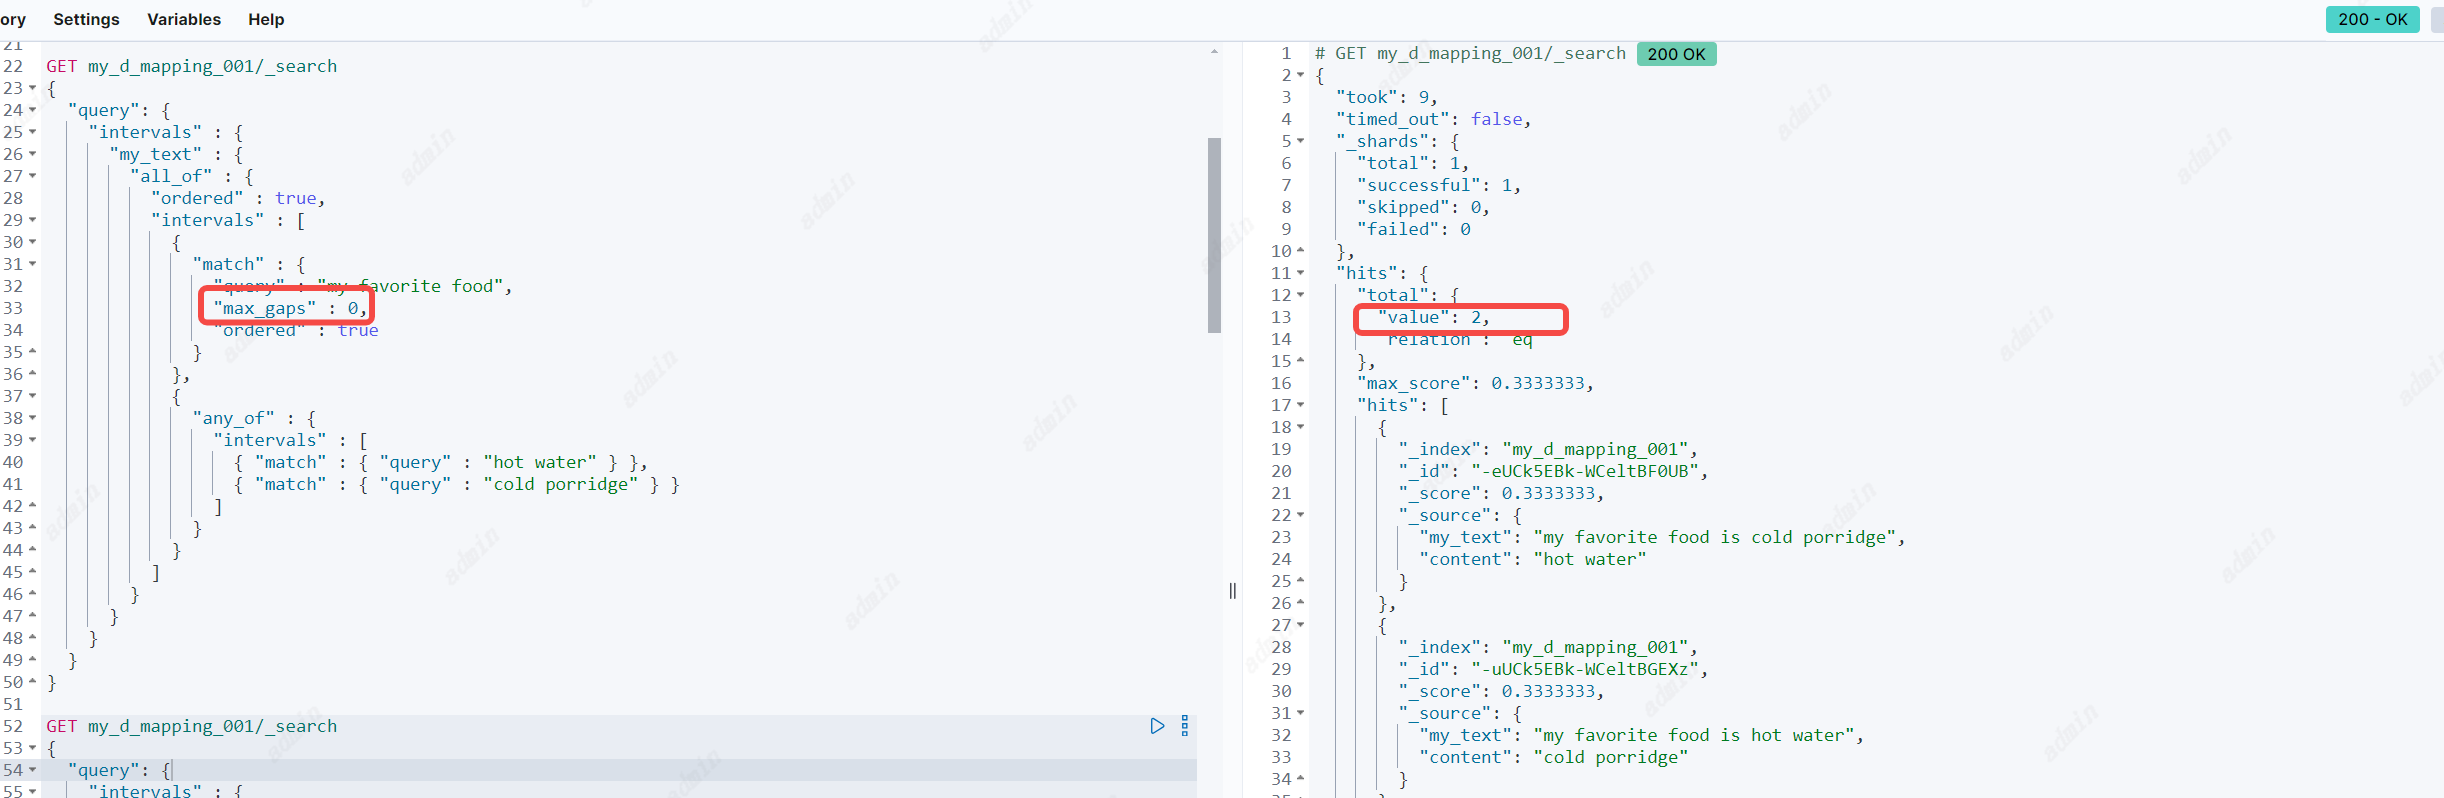 ory Settings Variables Help 200 - OK
21
22 GET my_d_mapping_001/_search
23 {
24 "query": {
25 "intervals" : {
26 "my_text" : {
27 "all_of" : {
28 "ordered" : true,
29 "intervals" : [
30 {
31 "match" : {
32 "query" : "my favorite food",
33 "max_gaps" : 0,
34 "ordered" : true
35 }
36 },
37 {
38 "any_of" : {
39 "intervals" : [
40 { "match" : { "query" : "hot water" } },
41 { "match" : { "query" : "cold porridge" } }
42 ]
43 }
44 }
45 ]
46 }
47 }
48 }
49 }
50 }
51
52 GET my_d_mapping_001/_search
53 {
54 "query": {
55 "intervals" : {
1 # GET my_d_mapping_001/_search 200 OK
2 {
3 "took": 9,
4 "timed_out": false,
5 "_shards": {
6 "total": 1,
7 "successful": 1,
8 "skipped": 0,
9 "failed": 0
10 },
11 "hits": {
12 "total": {
13 "value": 2,
14 "relation": "eq"
15 },
16 "max_score": 0.3333333,
17 "hits": [
18 {
19 "_index": "my_d_mapping_001",
20 "_id": "-eUCk5EBk-WCeltBF0UB",
21 "_score": 0.3333333,
22 "_source": {
23 "my_text": "my favorite food is cold porridge",
24 "content": "hot water"
25 }
26 },
27 {
28 "_index": "my_d_mapping_001",
29 "_id": "-uUCk5EBk-WCeltBGEXz",
30 "_score": 0.3333333,
31 "_source": {
32 "my_text": "my favorite food is hot water",
33 "content": "cold porridge"
34 }
admin